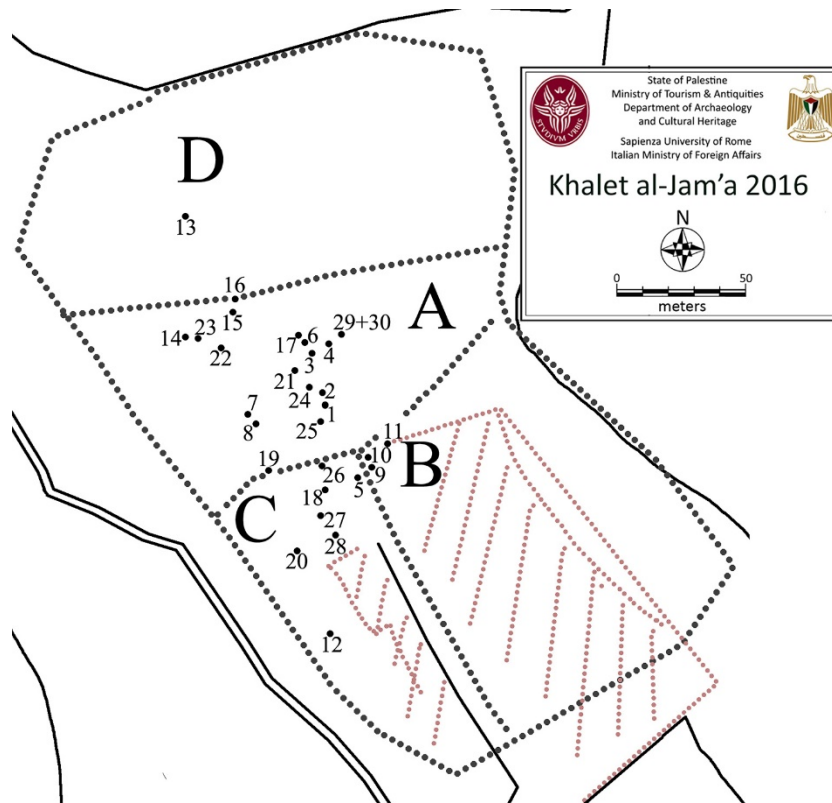 State of Palestine
Ministry of Tourism & Antiquities
Department of Archaeology
and Cultural Heritage
Sapienza University of Rome
Italian Ministry of Foreign Affairs
STVDIVM VRBIS
Khalet al-Jam'a 2016
N
0 50
meters
D
13
16
A
15
14
23
22
17
6
29+30
3
4
21
24
2
1
7
8
25
11
19
26
10
B
9
5
18
C
27
28
20
12